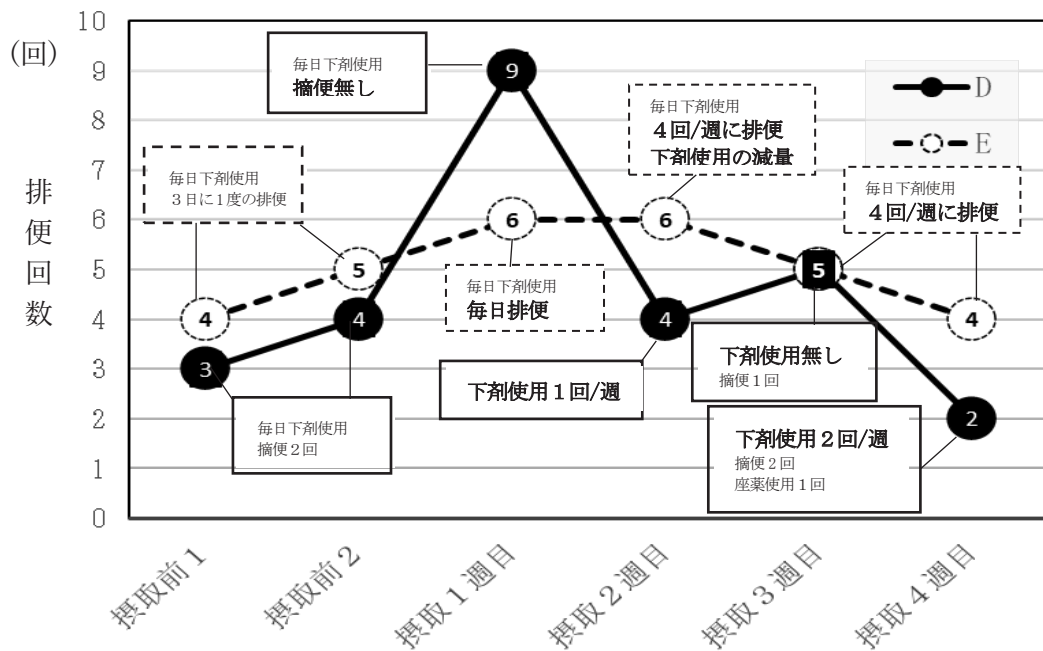 (回)
排便回数
10
9
8
7
6
5
4
3
2
1
0
毎日下剤使用
摘便無し
毎日下剤使用
３日に１度の排便
毎日下剤使用
４回/週に排便
下剤使用の減量
D
E
毎日下剤使用
４回/週に排便
毎日下剤使用
毎日排便
下剤使用１回/週
下剤使用無し
摘便１回
毎日下剤使用
摘便２回
下剤使用２回/週
摘便２回
座薬使用１回
3
4
9
4
5
2
4
5
6
6
4
摂取前１
摂取前２
摂取１週目
摂取２週目
摂取３週目
摂取４週目